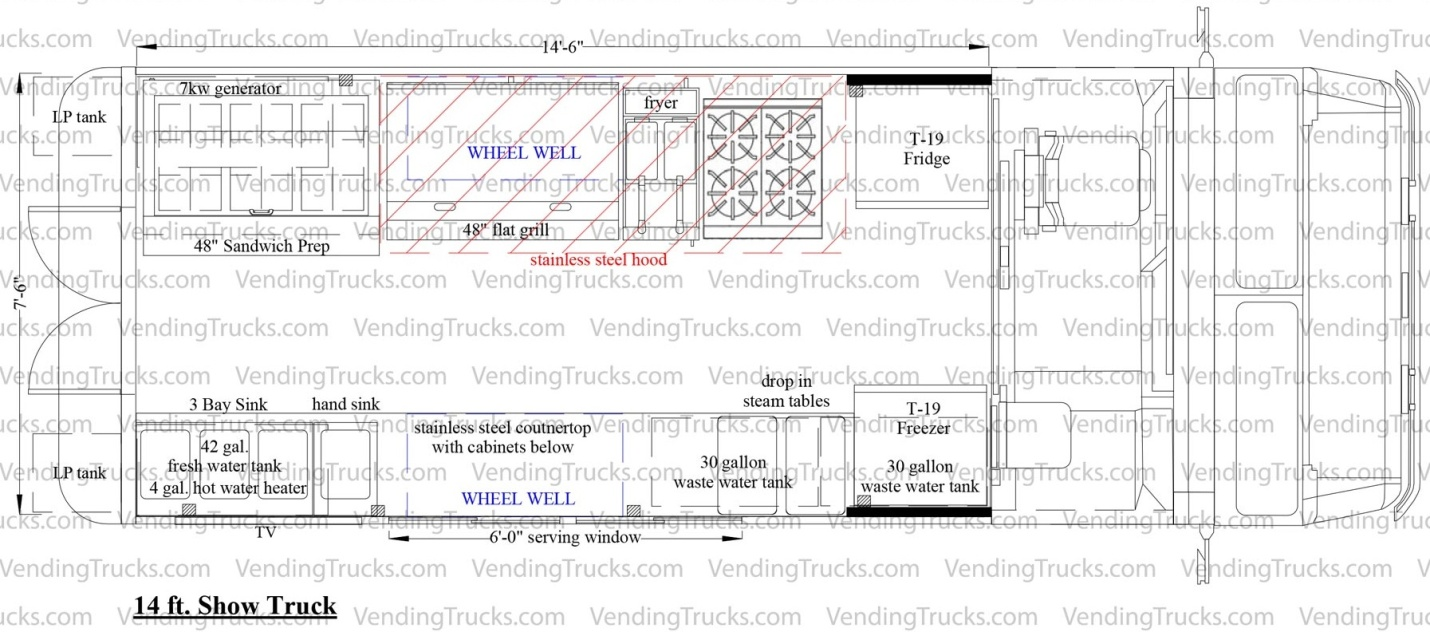 14'-6"
7kw generator
LP tank
fryer
T-19
Fridge
WHEEL WELL
48" flat grill
48" Sandwich Prep
stainless steel hood
7'-6"
drop in
steam tables
3 Bay Sink
hand sink
T-19
Freezer
stainless steel coutnertop
with cabinets below
42 gal.
fresh water tank
4 gal. hot water heater
LP tank
30 gallon
waste water tank
30 gallon
waste water tank
WHEEL WELL
TV
6'-0" serving window
14 ft. Show Truck
VendingTrucks.com